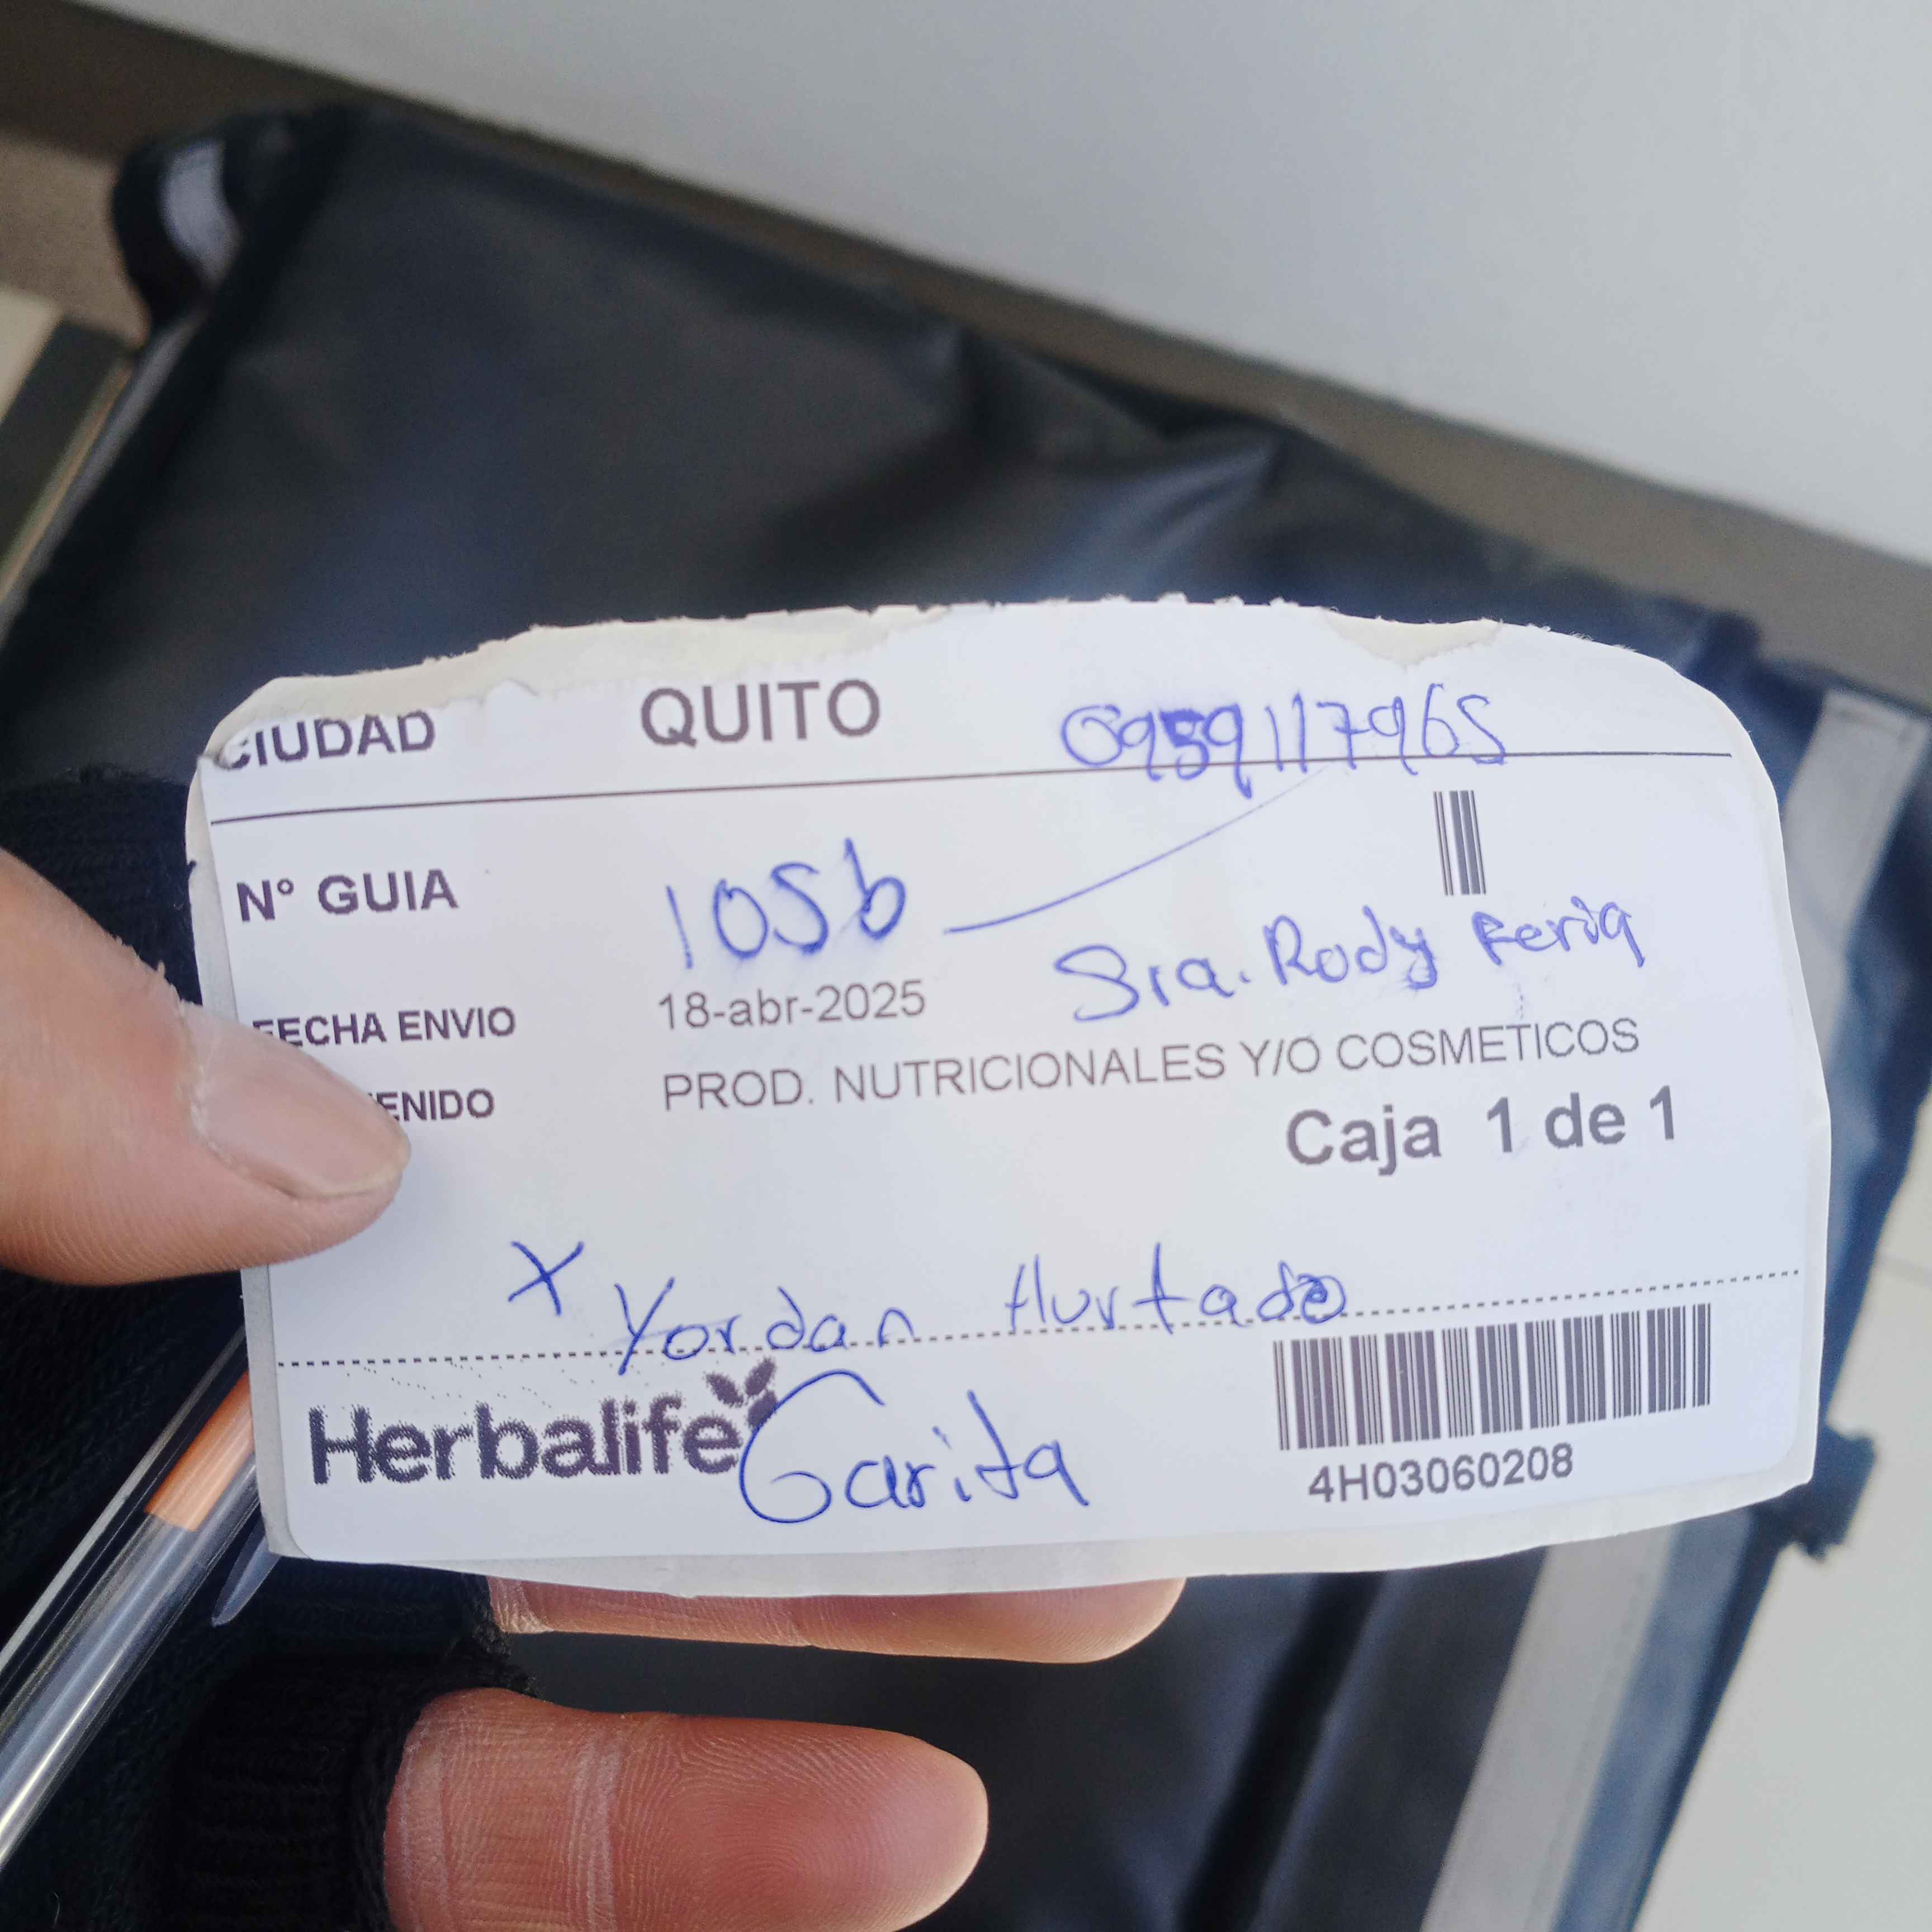 CIUDAD QUITO 0959117965
N° GUIA 105b
Sra. Rody Feria
FECHA ENVIO 18-abr-2025
ENIDO PROD. NUTRICIONALES Y/O COSMETICOS
Caja 1 de 1
X Yordan Hurtado
Herbalife Garita
4H03060208